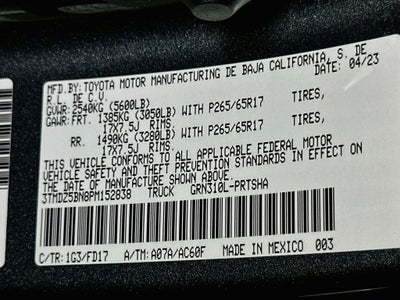 MFD.BY: TOYOTA MOTOR MANUFACTURING DE BAJA CALIFORNIA, S. DE
R.L. DE C.V. DATE: 04/23
GVWR: 2540KG (5600LB)
GAWR: FRT. 1385KG (3050LB) WITH P265/65R17 TIRES,
17X7.5J RIMS.
RR. 1490KG (3280LB) WITH P265/65R17 TIRES,
17X7.5J RIMS.
THIS VEHICLE CONFORMS TO ALL APPLICABLE FEDERAL MOTOR
VEHICLE SAFETY AND THEFT PREVENTION STANDARDS IN EFFECT ON
THE DATE OF MANUFACTURE SHOWN ABOVE.
3TMDZ5BN8PM152838 TRUCK GRN310L-PRTSHA
C/TR: 1G3/FD17 A/TM: A07A/AC60F MADE IN MEXICO 003